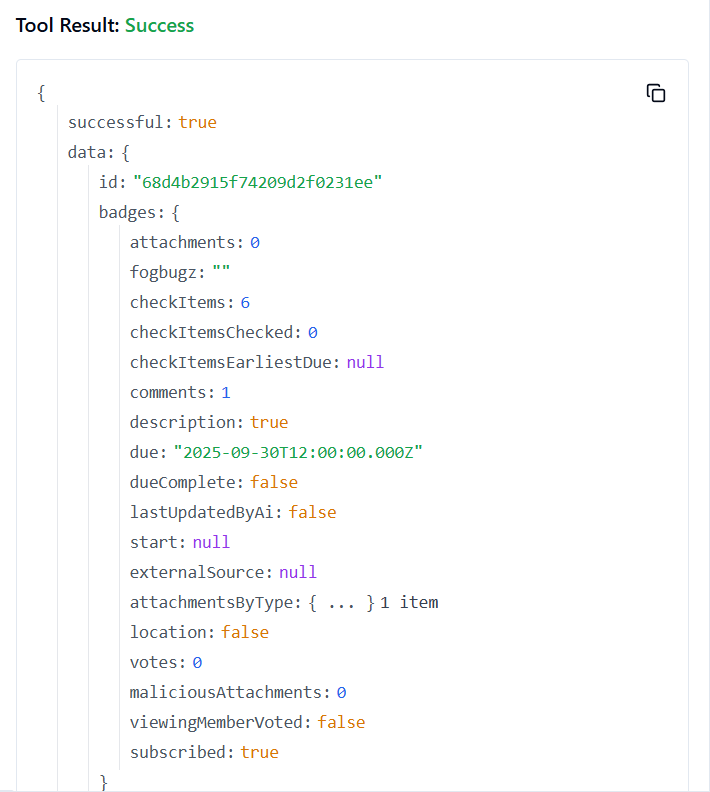 Tool Result: Success
{
successful: true
data: {
id: "68d4b2915f74209d2f0231ee"
badges: {
attachments: 0
fogbugz: ""
checkItems: 6
checkItemsChecked: 0
checkItemsEarliestDue: null
comments: 1
description: true
due: "2025-09-30T12:00:00.000Z"
dueComplete: false
lastUpdatedByAi: false
start: null
externalSource: null
attachmentsByType: { ... } 1 item
location: false
votes: 0
maliciousAttachments: 0
viewingMemberVoted: false
subscribed: true
}